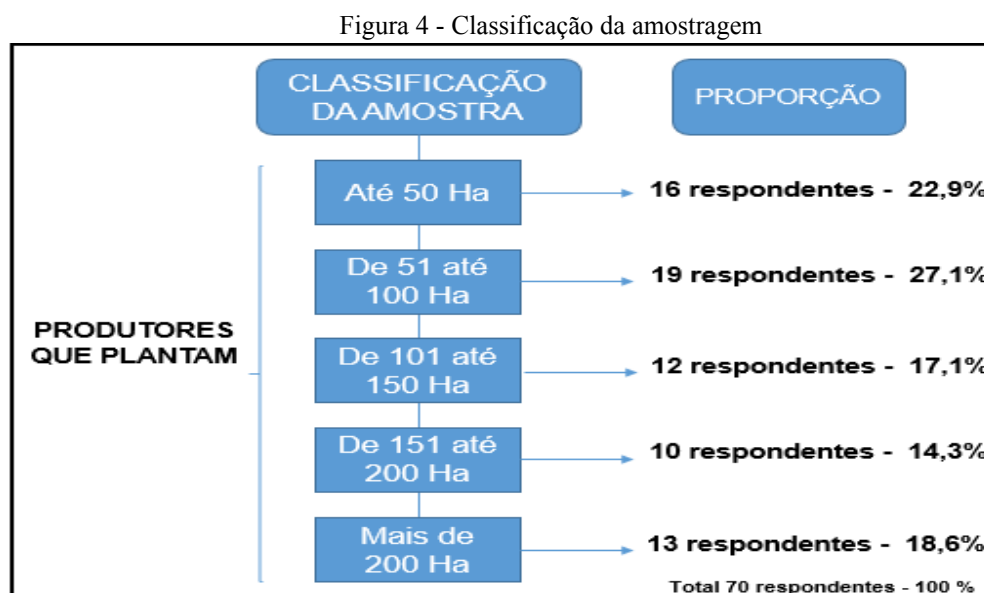 Figura 4 - Classificação da amostragem
CLASSIFICAÇÃO
DA AMOSTRA
PROPORÇÃO
PRODUTORES
QUE PLANTAM
Até 50 Ha
16 respondentes - 22,9%
De 51 até
100 Ha
19 respondentes - 27,1%
De 101 até
150 Ha
12 respondentes - 17,1%
De 151 até
200 Ha
10 respondentes - 14,3%
Mais de
200 Ha
13 respondentes - 18,6%
Total 70 respondentes - 100 %